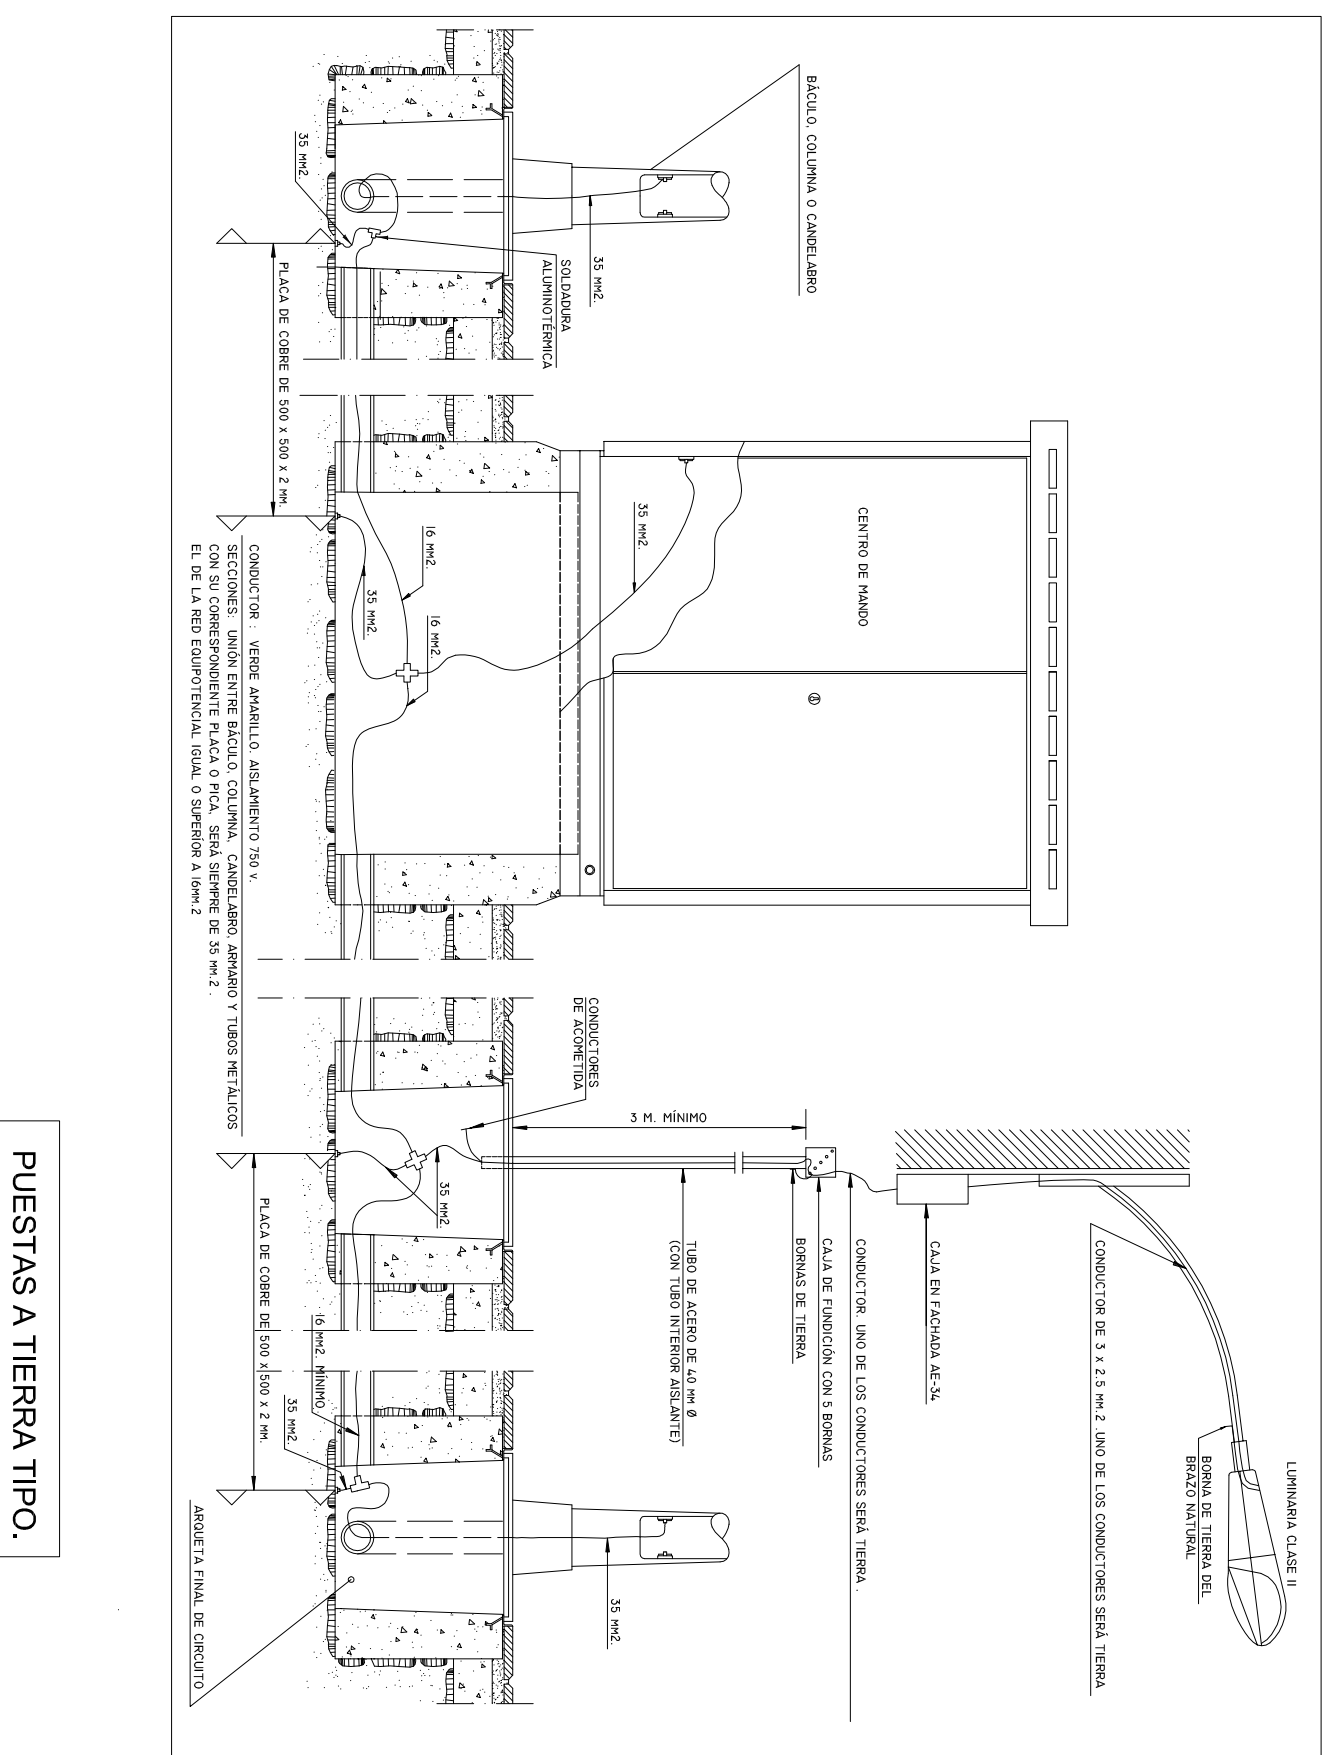 LUMINARIA CLASE II
BORNA DE TIERRA DEL
BRAZO NATURAL
CONDUCTOR DE 3 x 2.5 MM.2 .UNO DE LOS CONDUCTORES SERÁ TIERRA
CAJA EN FACHADA AE-34
CONDUCTOR. UNO DE LOS CONDUCTORES SERÁ TIERRA .
CAJA DE FUNDICIÓN CON 5 BORNAS
BORNAS DE TIERRA
TUBO DE ACERO DE 40 MM Ø
(CON TUBO INTERIOR AISLANTE)
3 M. MÍNIMO
CONDUCTORES
DE ACOMETIDA
CENTRO DE MANDO
BÁCULO, COLUMNA O CANDELABRO
35 MM2.
SOLDADURA
ALUMINOTÉRMICA
35 MM2.
35 MM2.
16 MM2.
16 MM2.
35 MM2.
35 MM2.
35 MM2.
16 MM2. MÍNIMO
35 MM2.
PLACA DE COBRE DE 500 x 500 x 2 MM.
PLACA DE COBRE DE 500 x 500 x 2 MM.
ARQUETA FINAL DE CIRCUITO
CONDUCTOR : VERDE AMARILLO. AISLAMIENTO 750 v.
SECCIONES: UNIÓN ENTRE BÁCULO, COLUMNA, CANDELABRO, ARMARIO Y TUBOS METÁLICOS
CON SU CORRESPONDIENTE PLACA O PICA, SERÁ SIEMPRE DE 35 MM.2 .
EL DE LA RED EQUIPOTENCIAL IGUAL O SUPERIOR A 16MM.2
PUESTAS A TIERRA TIPO.